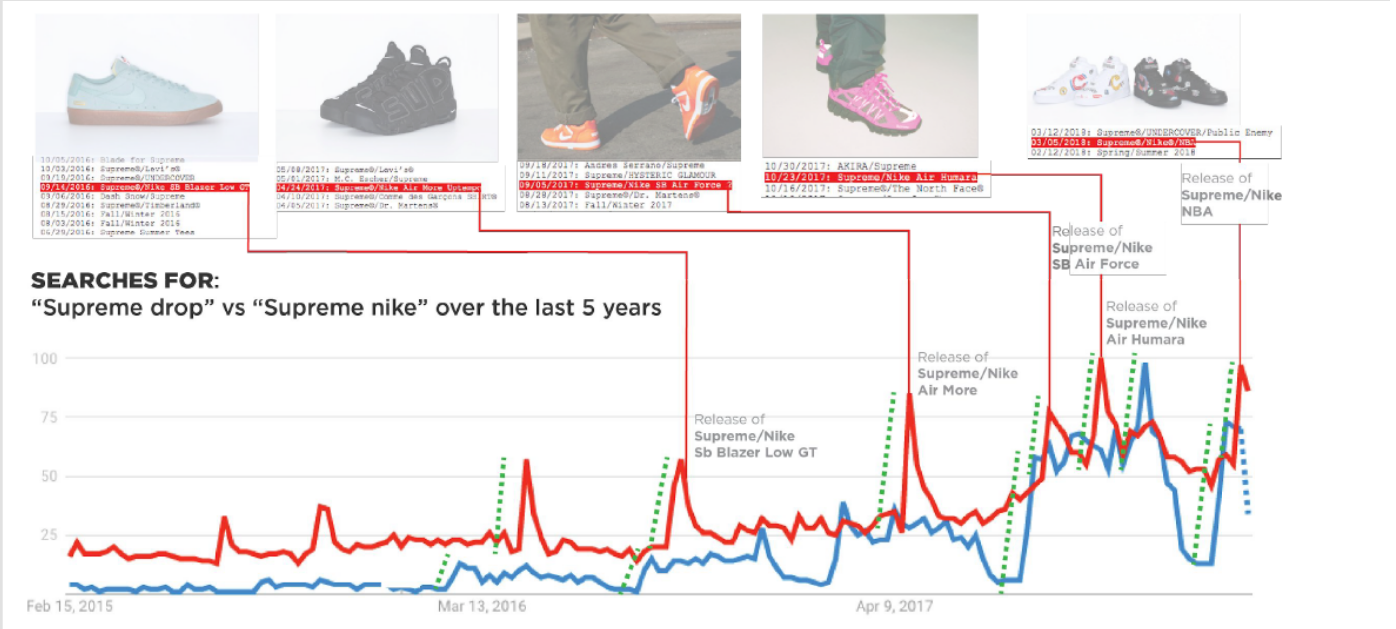 10/05/2016: Blade for Supreme
10/03/2016: Supreme®/Levi's®
09/19/2016: Supreme®/UNDERCOVER
09/14/2016: Supreme®/Nike SB Blazer Low GT
09/06/2016: Dash Snow/Supreme
08/29/2016: Supreme®/Timberland®
08/15/2016: Fall/Winter 2016
08/03/2016: Fall/Winter 2016
06/29/2016: Supreme Summer Tees
05/08/2017: Supreme®/Levi's®
05/01/2017: M.C. Escher/Supreme
04/24/2017: Supreme®/Nike Air More Uptempo
04/10/2017: Supreme®/Comme des Garçons SHIRT®
04/05/2017: Supreme®/Dr. Martens®
09/18/2017: Andres Serrano/Supreme
09/11/2017: Supreme/HYSTERIC GLAMOUR
09/05/2017: Supreme/Nike SB Air Force 2
08/28/2017: Supreme®/Dr. Martens®
08/13/2017: Fall/Winter 2017
10/30/2017: AKIRA/Supreme
10/23/2017: Supreme/Nike Air Humara
10/16/2017: Supreme®/The North Face®
03/12/2018: Supreme®/UNDERCOVER/Public Enemy
03/05/2018: Supreme®/Nike®/NBA
02/12/2018: Spring/Summer 2018
Release of
Supreme/Nike
NBA
Release of
Supreme/Nike
SB Air Force
SEARCHES FOR:
“Supreme drop” vs “Supreme nike” over the last 5 years
Release of
Supreme/Nike
Air Humara
Release of
Supreme/Nike
Air More
Release of
Supreme/Nike
Sb Blazer Low GT
100
75
50
25
Feb 15, 2015
Mar 13, 2016
Apr 9, 2017